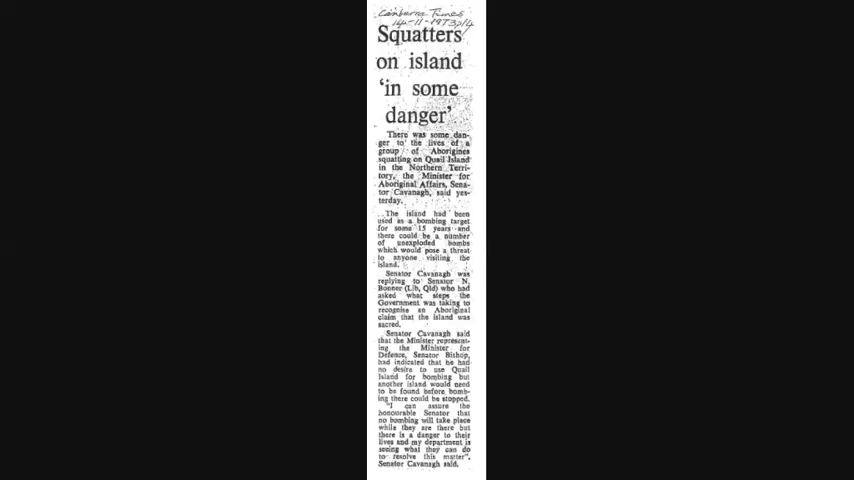 Canberra Times
14-11-1973 p14
Squatters
on island
'in some
danger'
There was some dan-
ger to the lives of a
group of Aborigines
squatting on Quail Island
in the Northern Terri-
tory, the Minister for
Aboriginal Affairs, Sena-
tor Cavanagh, said yes-
terday.
The island had been
used as a bombing target
for some 15 years and
there could be a number
of unexploded bombs
which would pose a threat
to anyone visiting the
island.
Senator Cavanagh was
replying to Senator N.
Bonner (Lib, Qld) who had
asked what steps the
Government was taking to
recognise an Aboriginal
claim that the island was
sacred.
Senator Cavanagh said
that the Minister represent-
ing the Minister for
Defence, Senator Bishop,
had indicated that he had
no desire to use Quail
Island for bombing but
another island would need
to be found before bomb-
ing there could be stopped.
"I can assure the
honourable Senator that
no bombing will take place
while they are there but
there is a danger to their
lives and my department is
seeing what they can do
to resolve this matter",
Senator Cavanagh said.